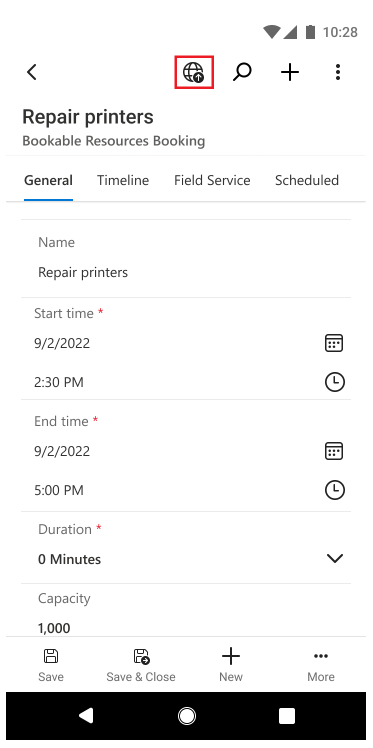 10:28
Repair printers
Bookable Resources Booking
General Timeline Field Service Scheduled
Name
Repair printers
Start time *
9/2/2022
2:30 PM
End time *
9/2/2022
5:00 PM
Duration *
0 Minutes
Capacity
1,000
Save Save & Close New More